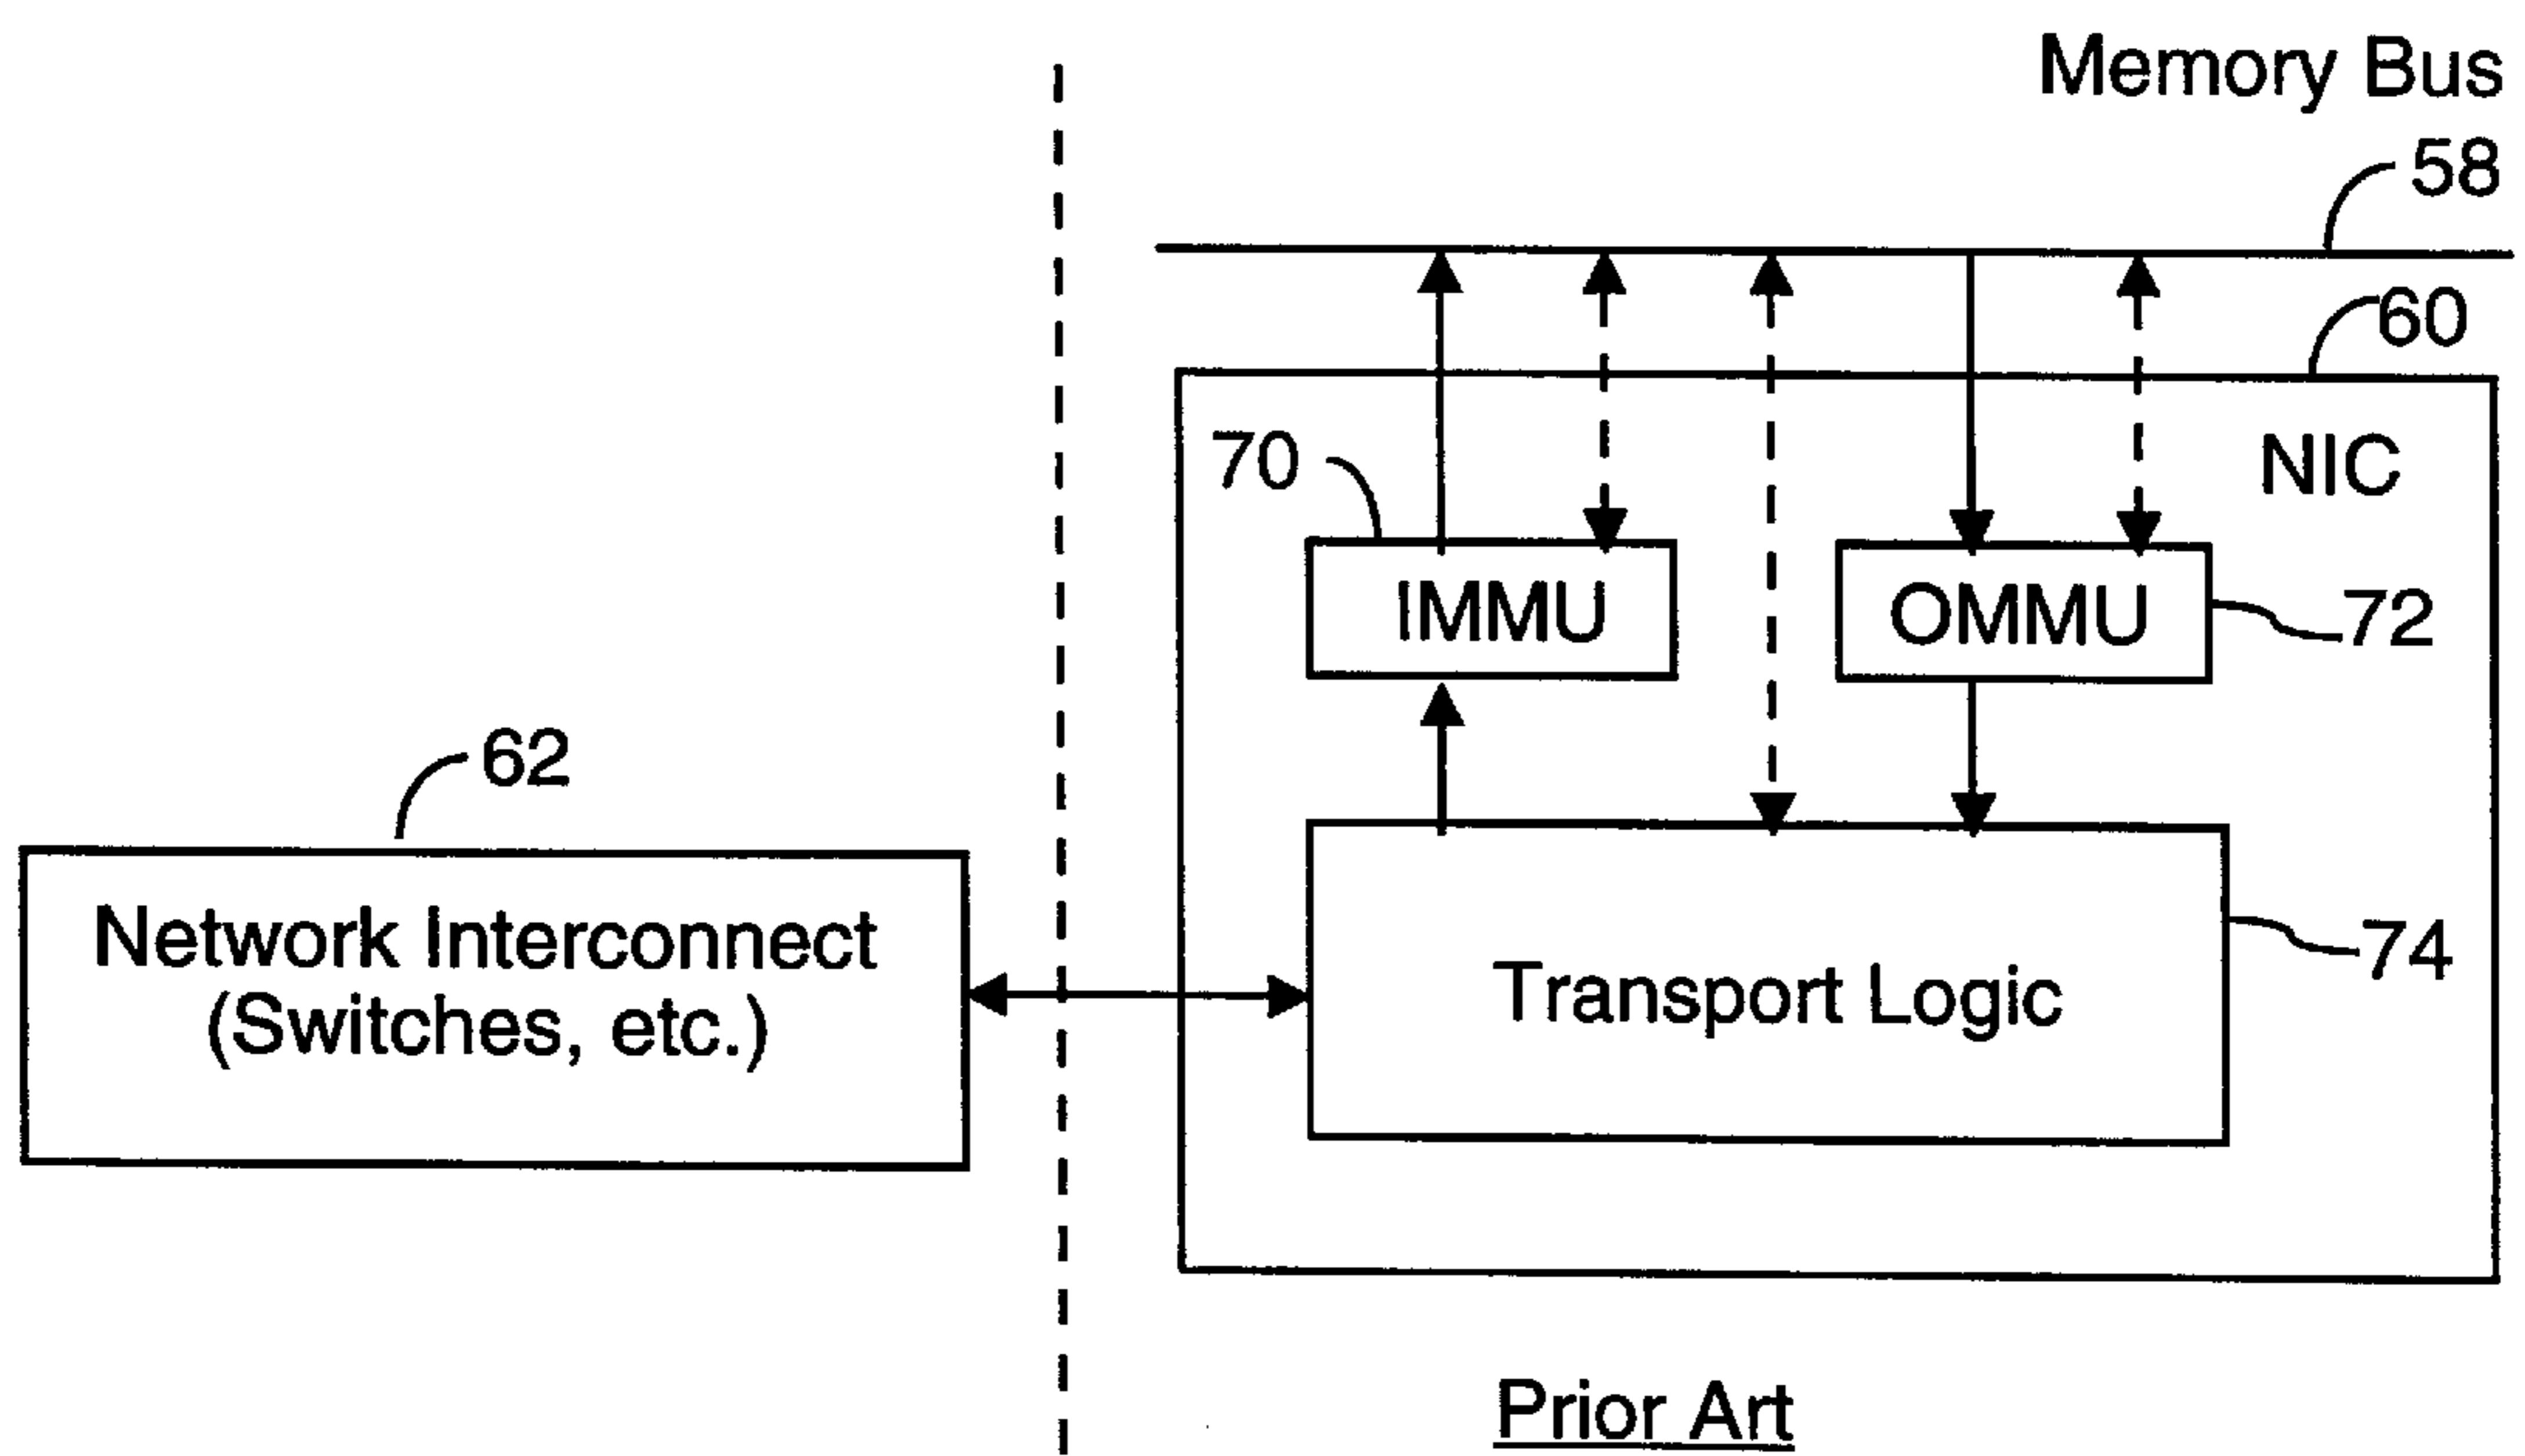 Memory Bus
58
60
NIC
70
IMMU
OMMU
72
62
Network Interconnect
(Switches, etc.)
Transport Logic
74
Prior Art